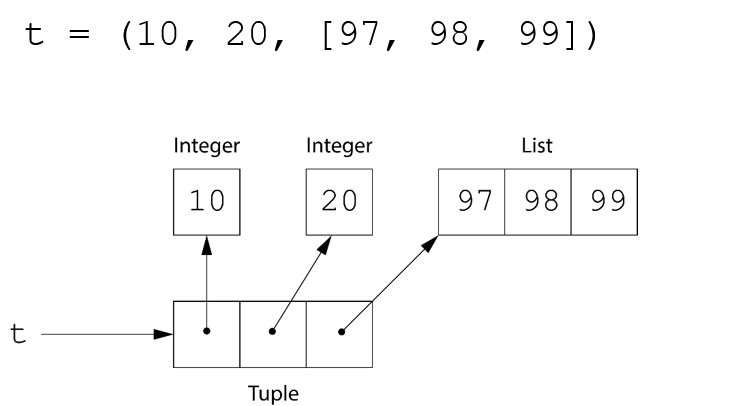 t = (10, 20, [97, 98, 99])
Integer Integer List
10 20 97 98 99
t
Tuple